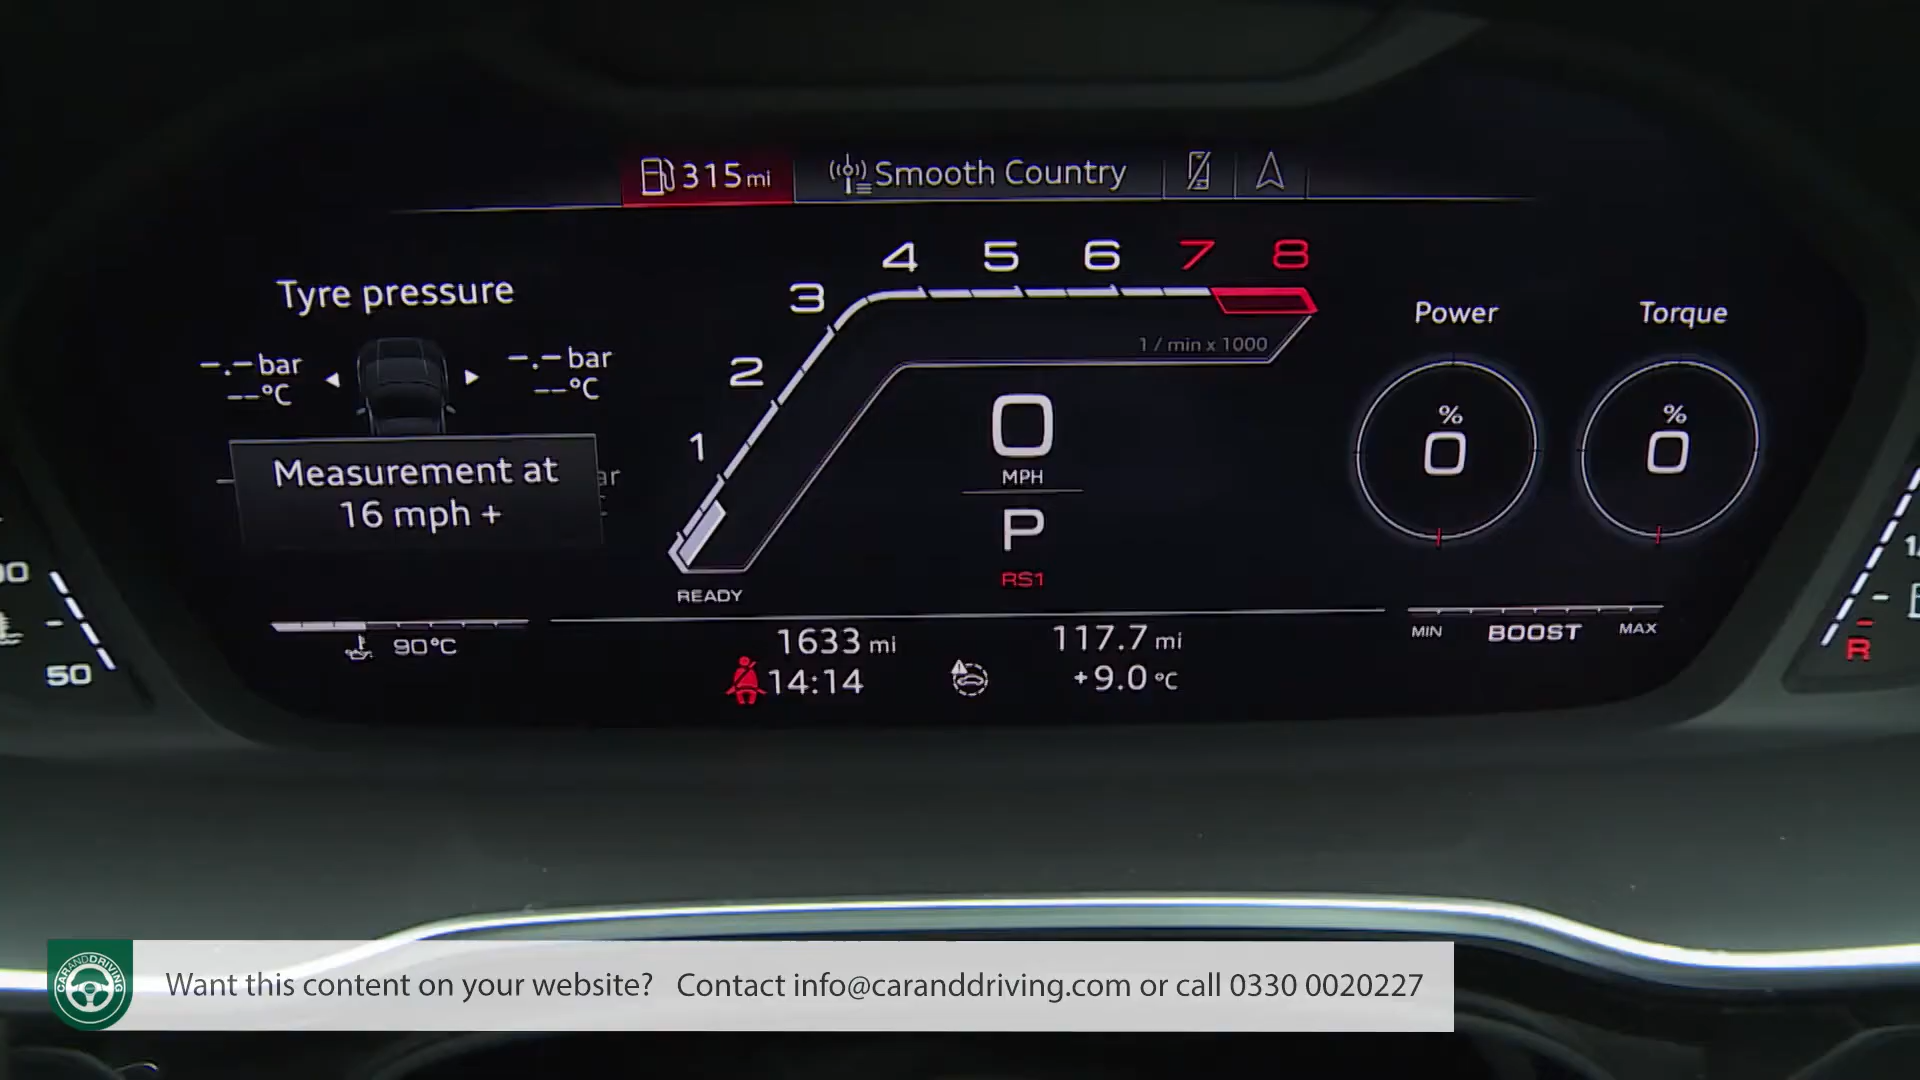 315 mi
Smooth Country
Tyre pressure
-.- bar
--°C
-.- bar
--°C
Measurement at
16 mph +
1
2
3
4
5
6
7
8
1 / min x 1000
0
MPH
P
RS1
READY
Power
%
0
Torque
%
0
MIN
BOOST
MAX
90°C
50
R
1633 mi
14:14
117.7 mi
+9.0 °C
CARANDDRIVING
Want this content on your website? Contact info@caranddriving.com or call 0330 0020227